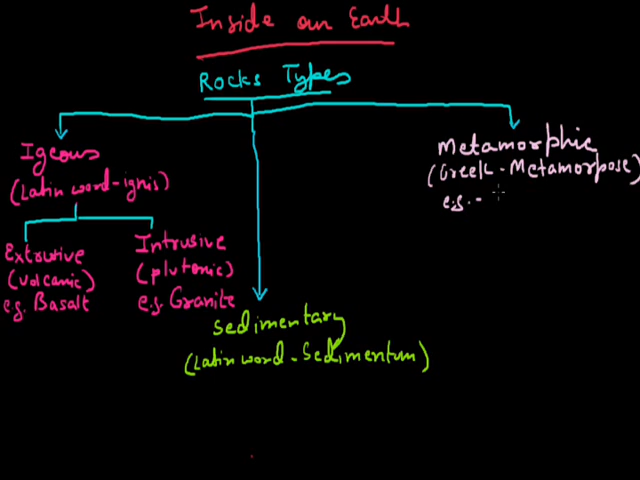 Inside our Earth
Rocks Types
Igeous
(Latin word-ignis)
Extrusive
(volcanic)
e.g. Basalt
Intrusive
(plutonic)
e.g. Granite
Sedimentary
(Latin word - Sedimentum)
Metamorphic
(Greek - Metamorpose)
e.g. -